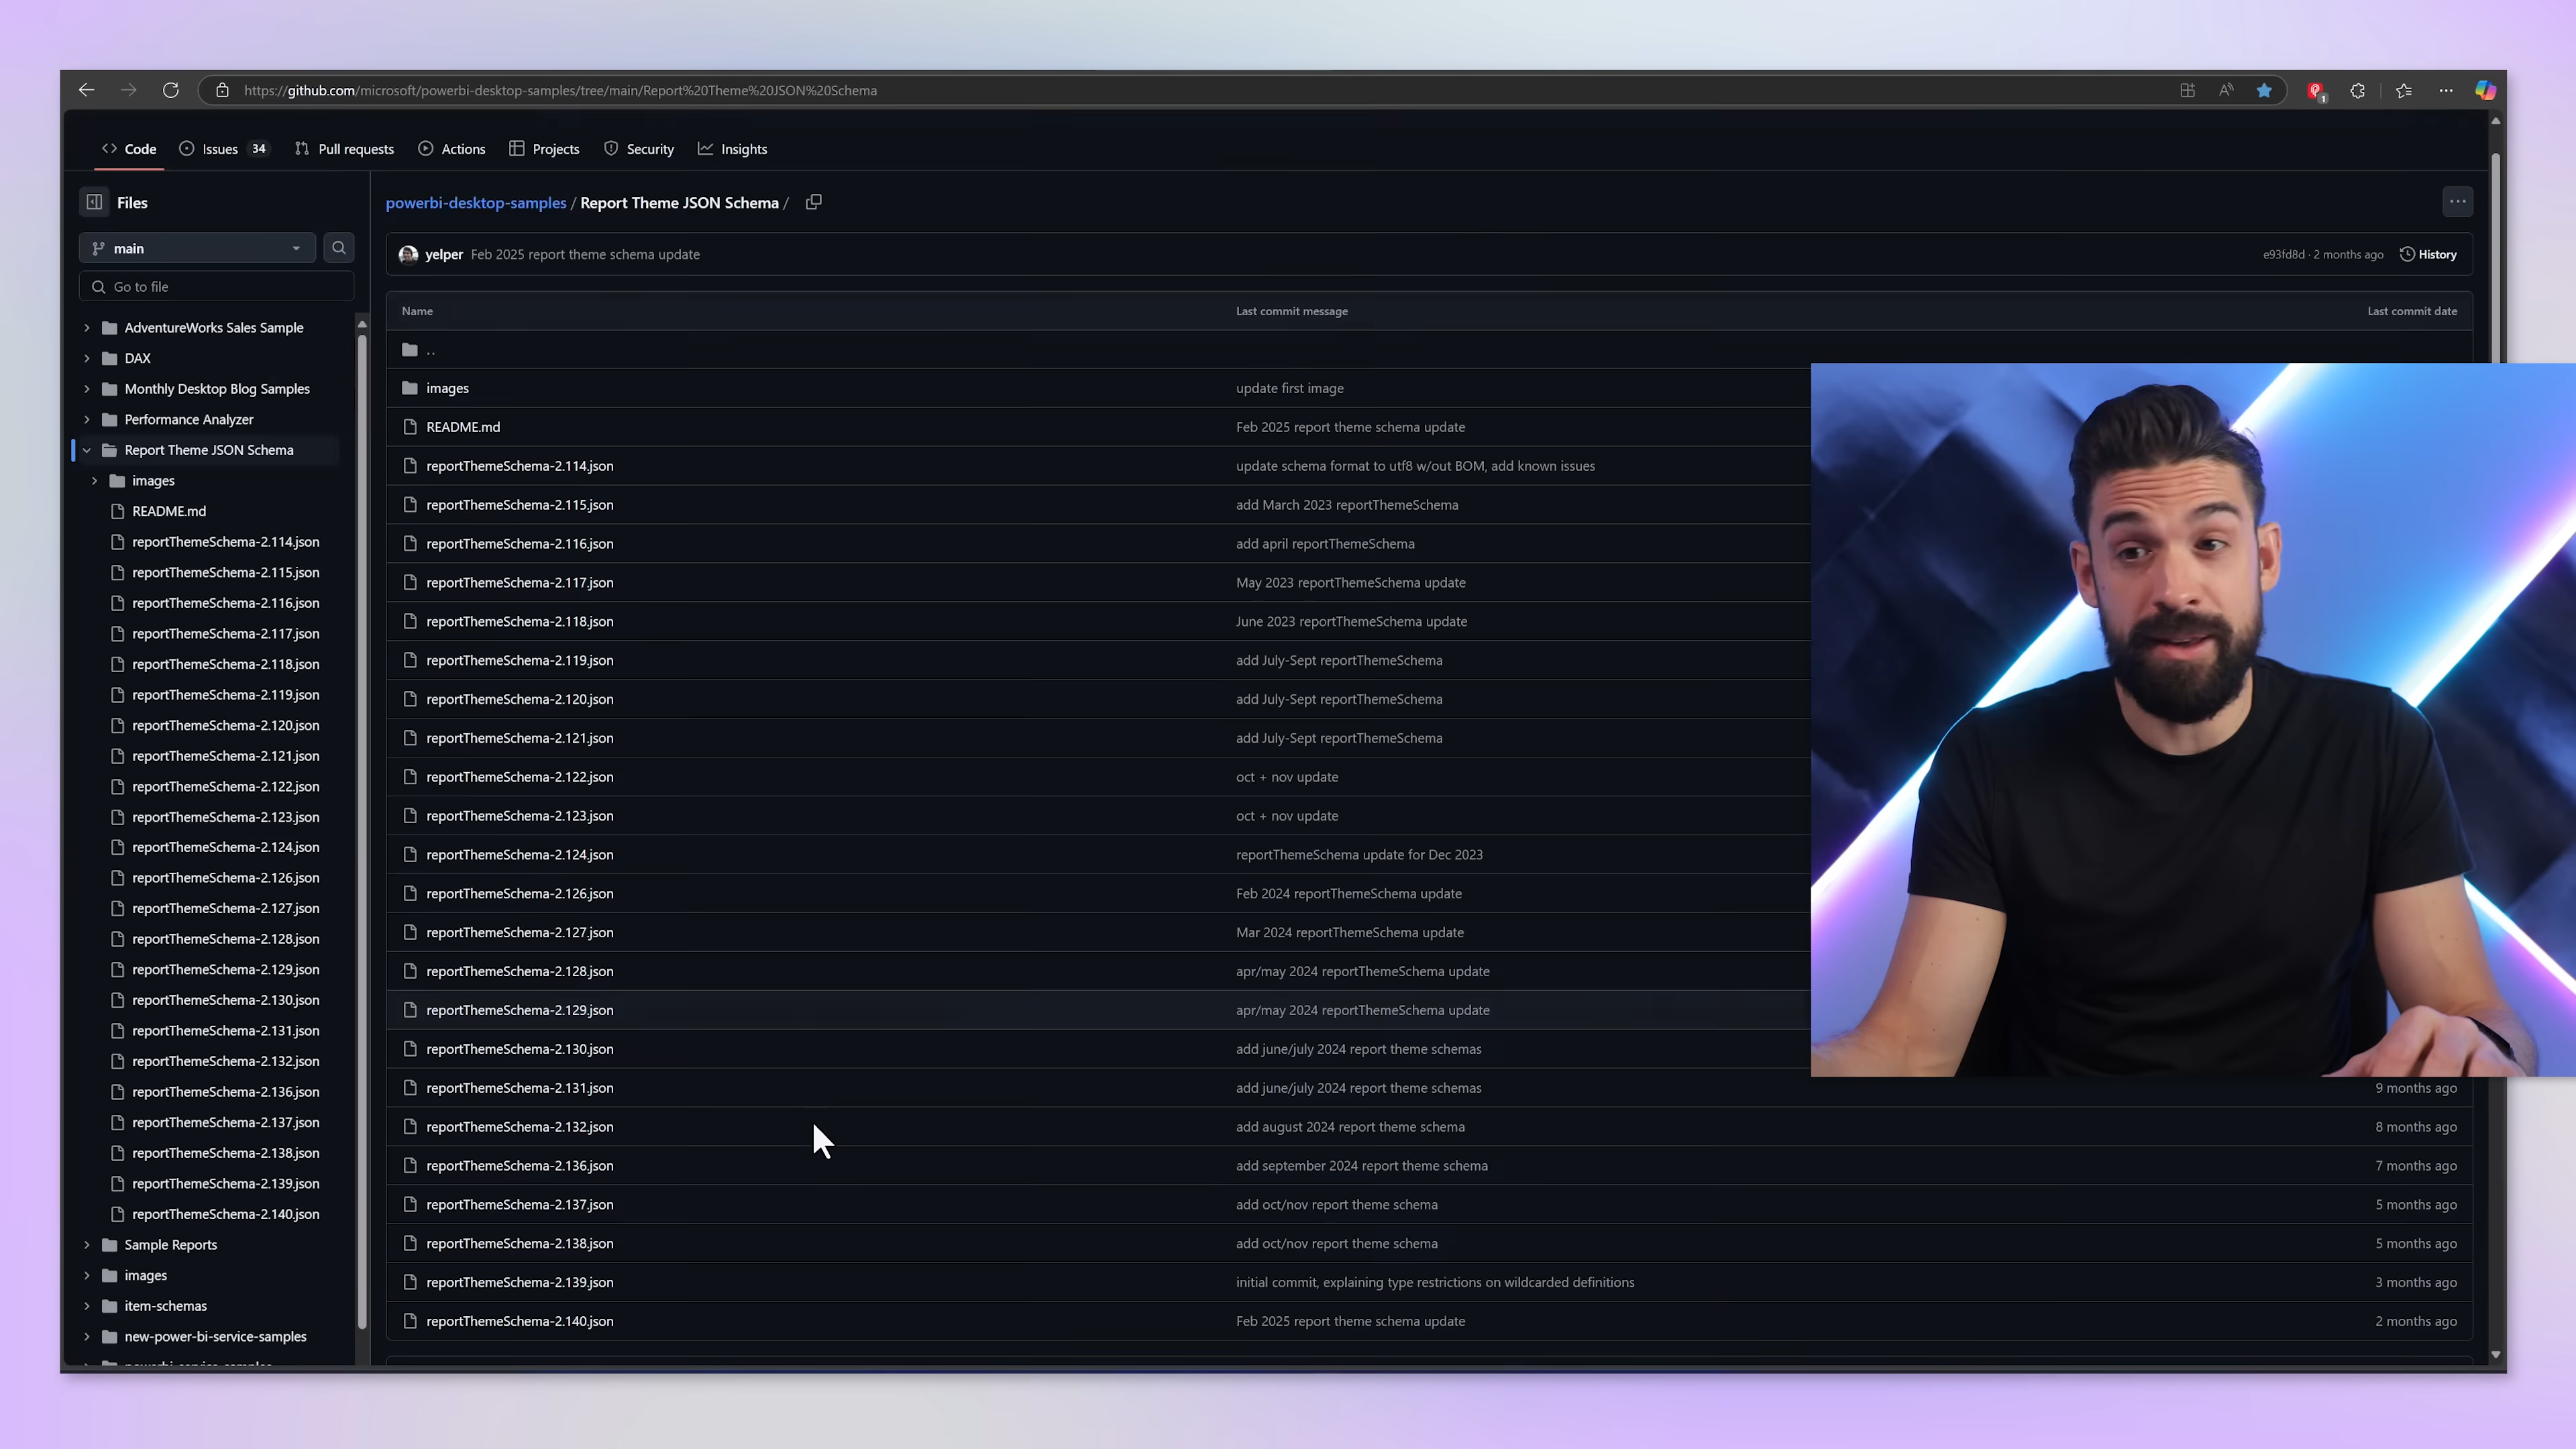 https://github.com/microsoft/powerbi-desktop-samples/tree/main/Report%20Theme%20JSON%20Schema
1
Code
Issues 34
Pull requests
Actions
Projects
Security
Insights
Files
main
Go to file
AdventureWorks Sales Sample
DAX
Monthly Desktop Blog Samples
Performance Analyzer
Report Theme JSON Schema
images
README.md
reportThemeSchema-2.114.json
reportThemeSchema-2.115.json
reportThemeSchema-2.116.json
reportThemeSchema-2.117.json
reportThemeSchema-2.118.json
reportThemeSchema-2.119.json
reportThemeSchema-2.120.json
reportThemeSchema-2.121.json
reportThemeSchema-2.122.json
reportThemeSchema-2.123.json
reportThemeSchema-2.124.json
reportThemeSchema-2.126.json
reportThemeSchema-2.127.json
reportThemeSchema-2.128.json
reportThemeSchema-2.129.json
reportThemeSchema-2.130.json
reportThemeSchema-2.131.json
reportThemeSchema-2.132.json
reportThemeSchema-2.136.json
reportThemeSchema-2.137.json
reportThemeSchema-2.138.json
reportThemeSchema-2.139.json
reportThemeSchema-2.140.json
Sample Reports
images
item-schemas
new-power-bi-service-samples
powerbi-desktop-samples / Report Theme JSON Schema /
yelper Feb 2025 report theme schema update e93fd8d · 2 months ago History
Name Last commit message Last commit date
..
images update first image
README.md Feb 2025 report theme schema update
reportThemeSchema-2.114.json update schema format to utf8 w/out BOM, add known issues
reportThemeSchema-2.115.json add March 2023 reportThemeSchema
reportThemeSchema-2.116.json add april reportThemeSchema
reportThemeSchema-2.117.json May 2023 reportThemeSchema update
reportThemeSchema-2.118.json June 2023 reportThemeSchema update
reportThemeSchema-2.119.json add July-Sept reportThemeSchema
reportThemeSchema-2.120.json add July-Sept reportThemeSchema
reportThemeSchema-2.121.json add July-Sept reportThemeSchema
reportThemeSchema-2.122.json oct + nov update
reportThemeSchema-2.123.json oct + nov update
reportThemeSchema-2.124.json reportThemeSchema update for Dec 2023
reportThemeSchema-2.126.json Feb 2024 reportThemeSchema update
reportThemeSchema-2.127.json Mar 2024 reportThemeSchema update
reportThemeSchema-2.128.json apr/may 2024 reportThemeSchema update
reportThemeSchema-2.129.json apr/may 2024 reportThemeSchema update
reportThemeSchema-2.130.json add june/july 2024 report theme schemas
reportThemeSchema-2.131.json add june/july 2024 report theme schemas 9 months ago
reportThemeSchema-2.132.json add august 2024 report theme schema 8 months ago
reportThemeSchema-2.136.json add september 2024 report theme schema 7 months ago
reportThemeSchema-2.137.json add oct/nov report theme schema 5 months ago
reportThemeSchema-2.138.json add oct/nov report theme schema 5 months ago
reportThemeSchema-2.139.json initial commit, explaining type restrictions on wildcarded definitions 3 months ago
reportThemeSchema-2.140.json Feb 2025 report theme schema update 2 months ago